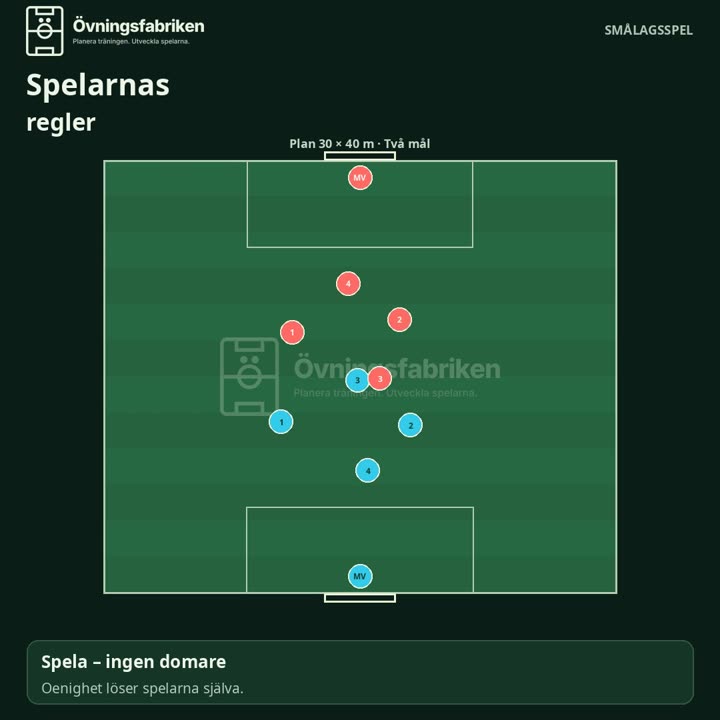 Övningsfabriken
Planera träningen. Utveckla spelarna.
SMÅLAGSSPEL
Spelarnas
regler
Plan 30 × 40 m · Två mål
MV
4
2
1
Övningsfabriken
3
3
Planera träningen. Utveckla spelarna.
1
2
4
MV
Spela – ingen domare
Oenighet löser spelarna själva.